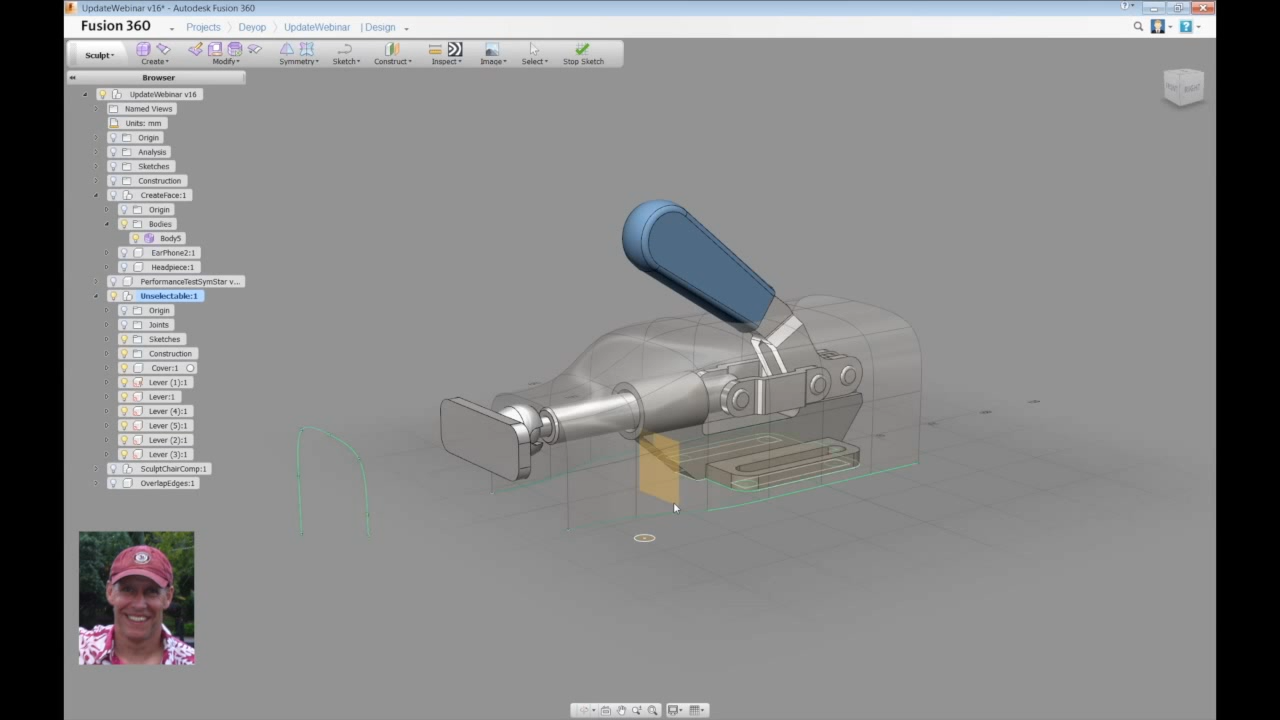 UpdateWebinar v16* - Autodesk Fusion 360
Fusion 360 Projects Deyop UpdateWebinar | Design
Sculpt
Create Modify Symmetry Sketch Construct Inspect Image Select Stop Sketch
Browser
UpdateWebinar v16
Named Views
Units: mm
Origin
Analysis
Sketches
Construction
CreateFace:1
Origin
Bodies
Body5
EarPhone2:1
Headpiece:1
PerformanceTestSymStar v...
Unselectable:1
Origin
Joints
Sketches
Construction
Cover:1
Lever (1):1
Lever:1
Lever (4):1
Lever (5):1
Lever (2):1
Lever (3):1
SculptChairComp:1
OverlapEdges:1
RIGHT